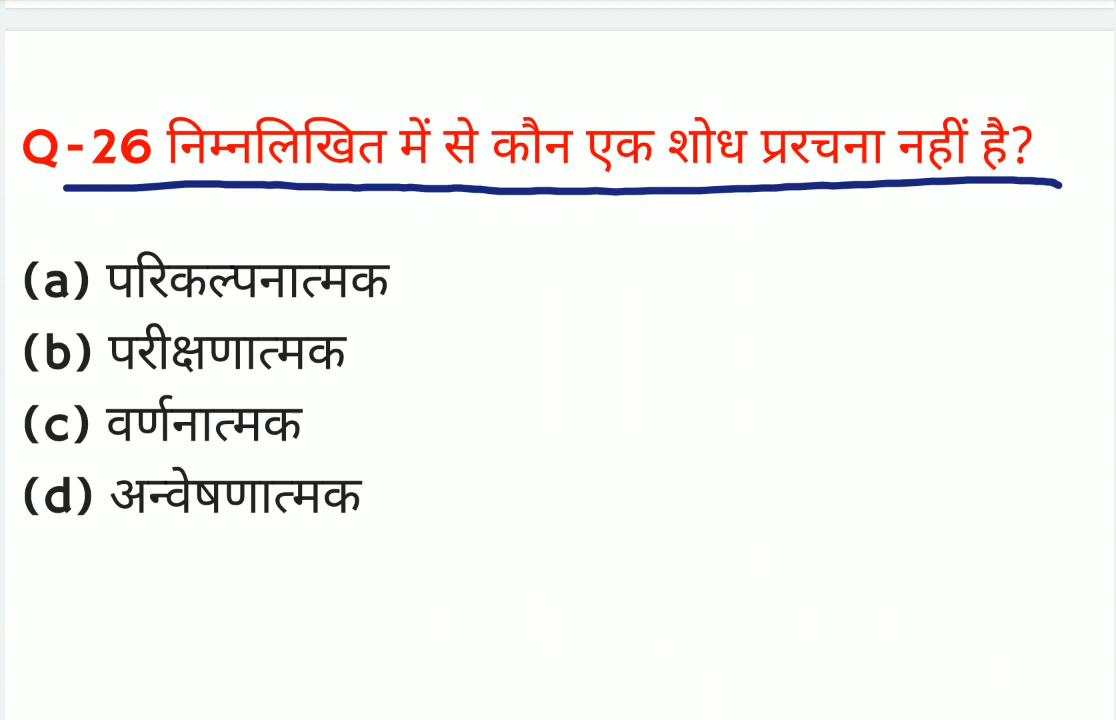 Q-26 निम्नलिखित में से कौन एक शोध प्ररचना नहीं है?
(a) परिकल्पनात्मक
(b) परीक्षणात्मक
(c) वर्णनात्मक
(d) अन्वेषणात्मक